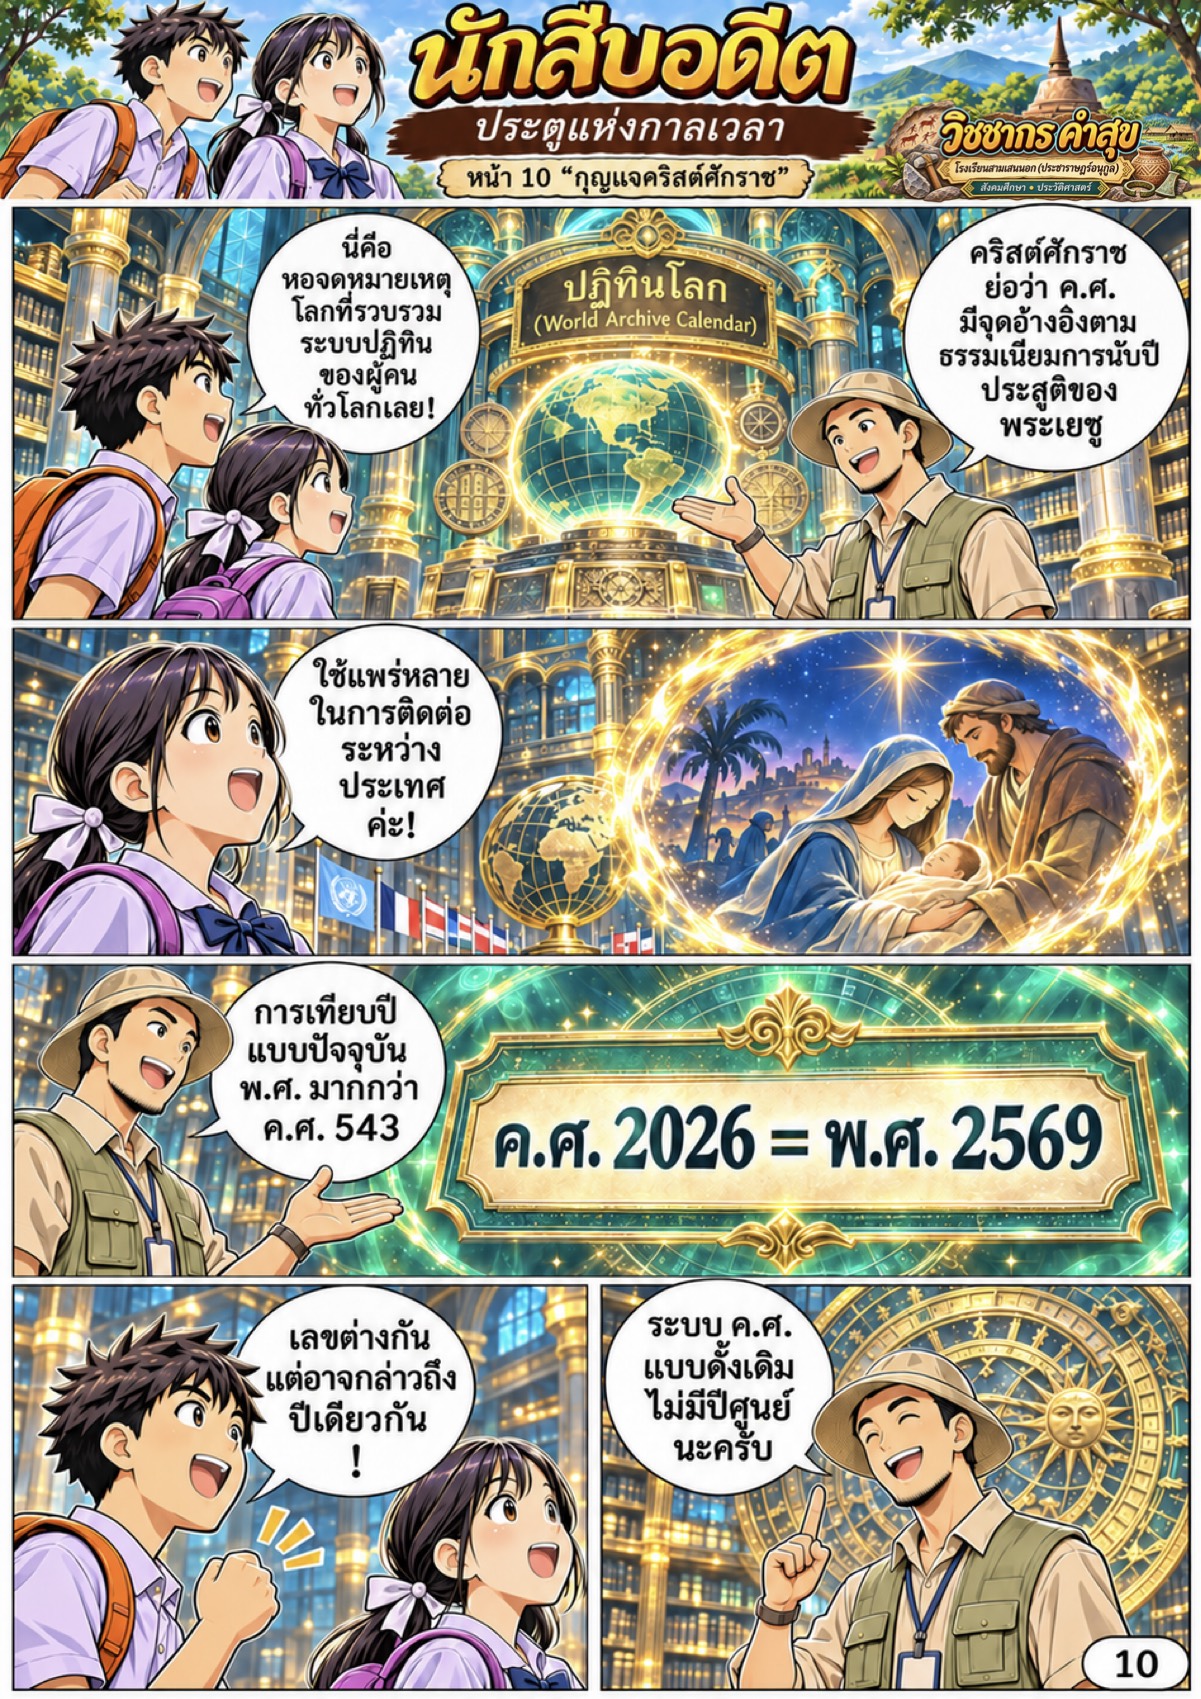 นักสืบอดีต
ประตูแห่งกาลเวลา
หน้า 10 “กุญแจคริสต์ศักราช”
วิชชากร คำสุข
โรงเรียนสามเสนนอก (ประชาราษฎร์อนุกูล)
สังคมศึกษา • ประวัติศาสตร์
นี่คือ
หอจดหมายเหตุ
โลกที่รวบรวม
ระบบปฏิทิน
ของผู้คน
ทั่วโลกเลย!
ปฏิทินโลก
(World Archive Calendar)
คริสต์ศักราช
ย่อว่า ค.ศ.
มีจุดอ้างอิงตาม
ธรรมเนียมการนับปี
ประสูติของ
พระเยซู
ใช้แพร่หลาย
ในการติดต่อ
ระหว่าง
ประเทศ
ค่ะ!
การเทียบปี
แบบปัจจุบัน
พ.ศ. มากกว่า
ค.ศ. 543
ค.ศ. 2026 = พ.ศ. 2569
เลขต่างกัน
แต่อาจกล่าวถึง
ปีเดียวกัน
!
ระบบ ค.ศ.
แบบดั้งเดิม
ไม่มีปีศูนย์
นะครับ
10